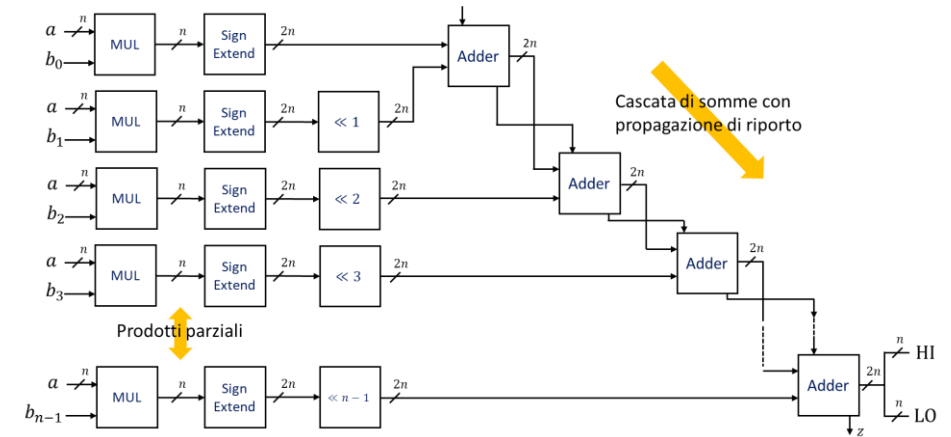 a n
b₀
MUL
n
Sign
Extend
2n
Adder
2n
a n
b₁
MUL
n
Sign
Extend
2n
≪ 1
2n
Cascata di somme con
propagazione di riporto
a n
b₂
MUL
n
Sign
Extend
2n
≪ 2
2n
Adder
2n
a n
b₃
MUL
n
Sign
Extend
2n
≪ 3
2n
Adder
2n
Prodotti parziali
a n
bₙ₋₁
MUL
n
Sign
Extend
2n
≪ n − 1
2n
Adder
2n
n
HI
n
LO
z